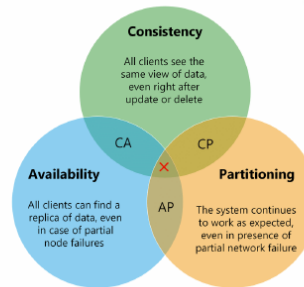 Consistency
All clients see the
same view of data,
even right after
update or delete
CA
CP
Availability
All clients can find a
replica of data, even
in case of partial
node failures
AP
Partitioning
The system continues
to work as expected,
even in presence of
partial network failure